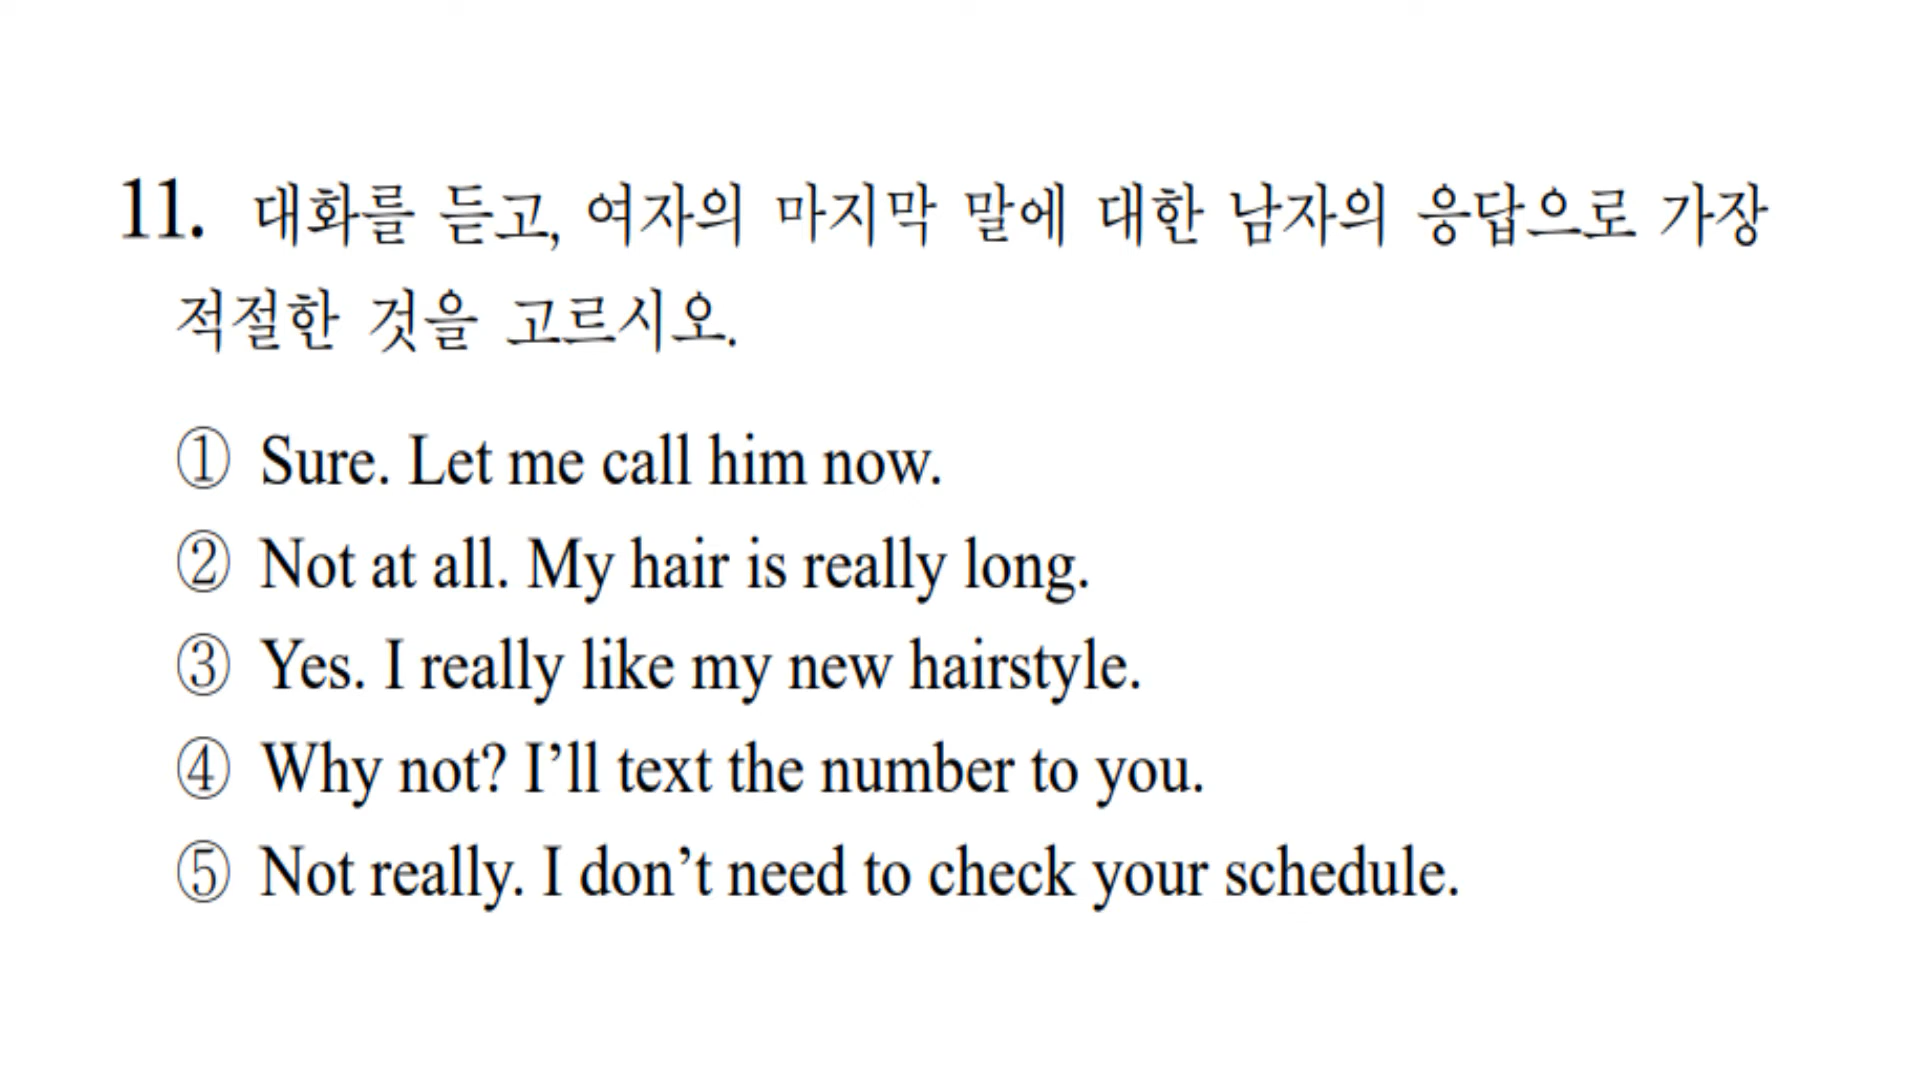 11. 대화를 듣고, 여자의 마지막 말에 대한 남자의 응답으로 가장
적절한 것을 고르시오.
① Sure. Let me call him now.
② Not at all. My hair is really long.
③ Yes. I really like my new hairstyle.
④ Why not? I’ll text the number to you.
⑤ Not really. I don’t need to check your schedule.